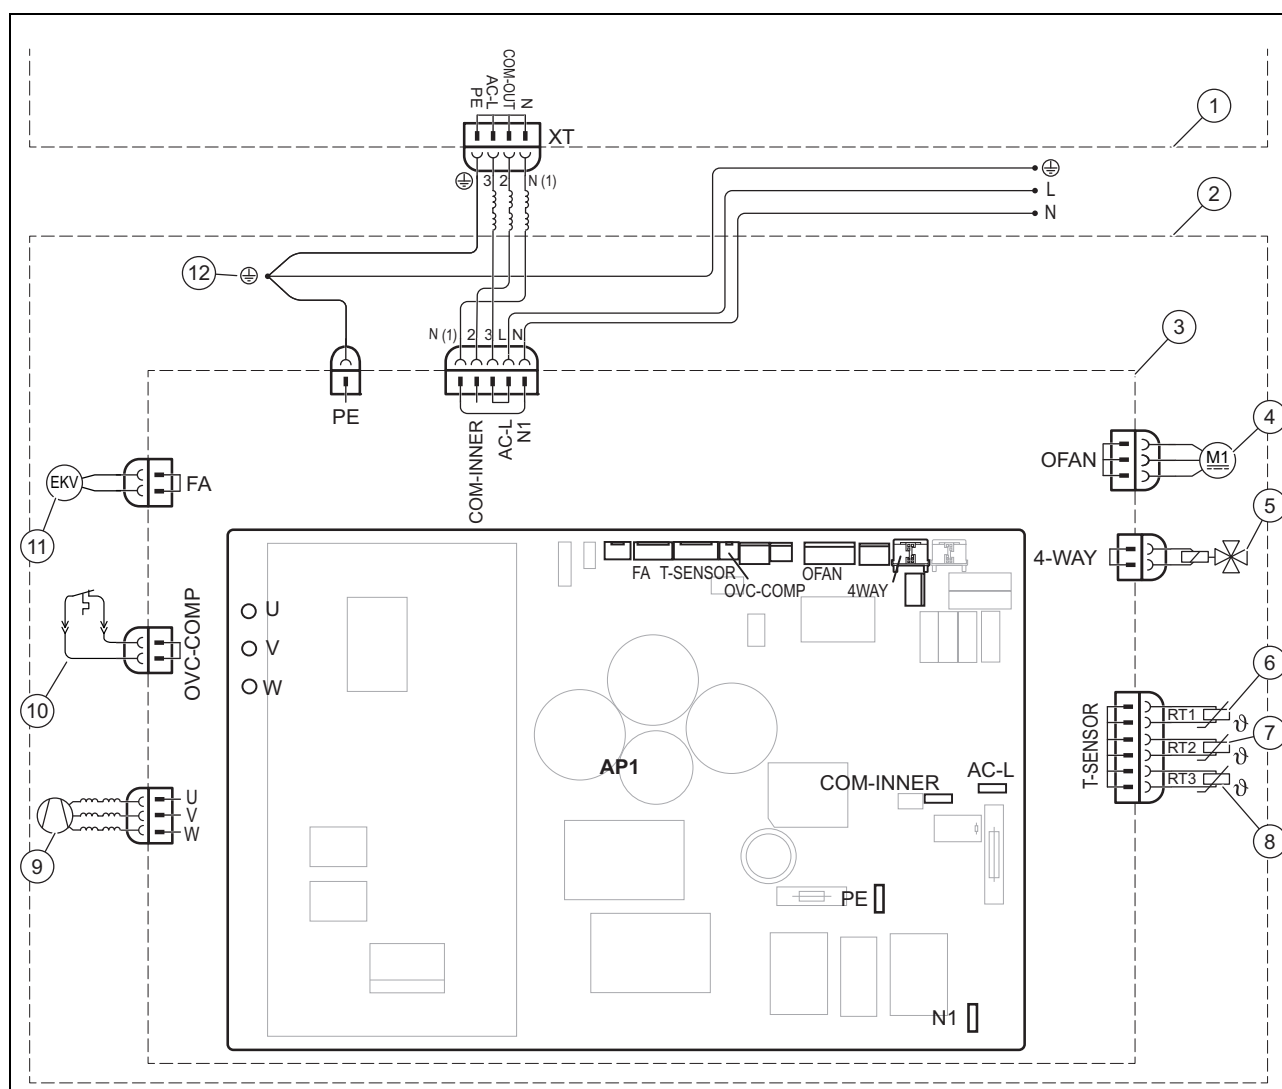 PE
AC-L
COM-OUT
N
XT
1
3
2
N (1)
L
N
2
12
N (1)
2
3
L
N
3
PE
COM-INNER
AC-L
N1
OFAN
M1
4
EKV
FA
11
4-WAY
5
FA
T-SENSOR
OVC-COMP
OFAN
4WAY
U
V
W
OVC-COMP
10
T-SENSOR
RT1
ϑ
6
RT2
ϑ
7
RT3
ϑ
8
AP1
COM-INNER
AC-L
U
V
W
9
PE
N1